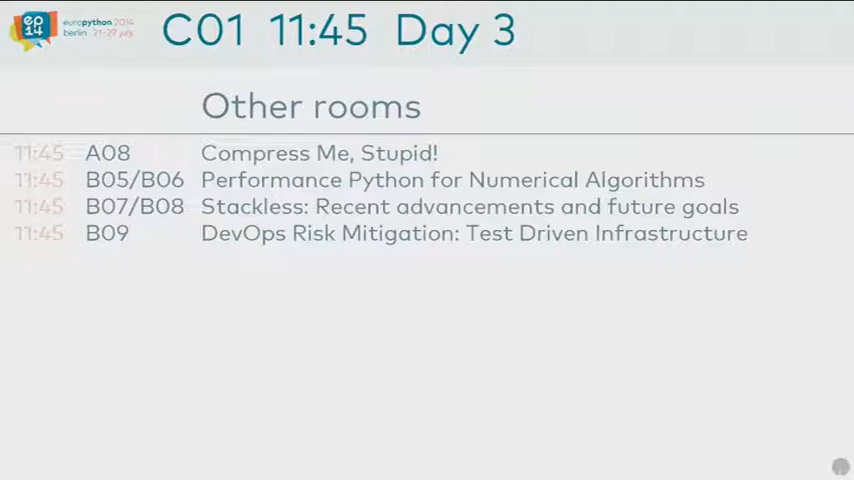 ep
14
europython 2014
berlin 21-27 july
C01 11:45 Day 3
Other rooms
11:45 A08 Compress Me, Stupid!
11:45 B05/B06 Performance Python for Numerical Algorithms
11:45 B07/B08 Stackless: Recent advancements and future goals
11:45 B09 DevOps Risk Mitigation: Test Driven Infrastructure